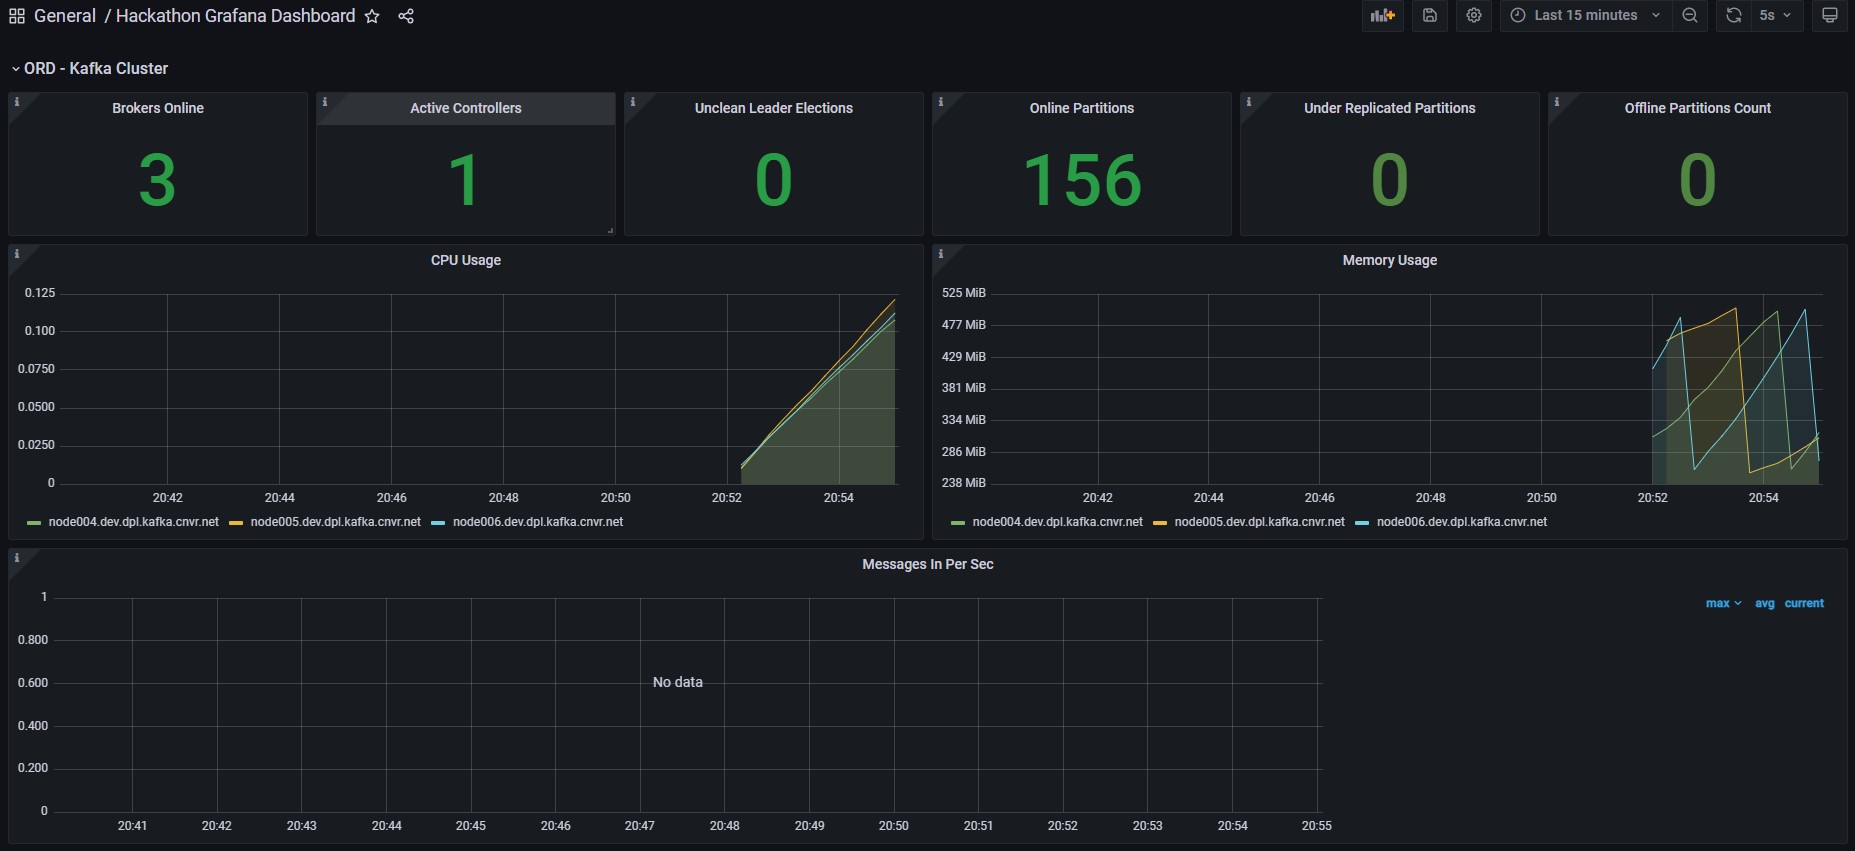 General / Hackathon Grafana Dashboard
Last 15 minutes
5s
ORD - Kafka Cluster
Brokers Online
3
Active Controllers
1
Unclean Leader Elections
0
Online Partitions
156
Under Replicated Partitions
0
Offline Partitions Count
0
CPU Usage
0.125
0.100
0.0750
0.0500
0.0250
0
20:42 20:44 20:46 20:48 20:50 20:52 20:54
node004.dev.dpl.kafka.cnvr.net node005.dev.dpl.kafka.cnvr.net node006.dev.dpl.kafka.cnvr.net
Memory Usage
525 MiB
477 MiB
429 MiB
381 MiB
334 MiB
286 MiB
238 MiB
20:42 20:44 20:46 20:48 20:50 20:52 20:54
node004.dev.dpl.kafka.cnvr.net node005.dev.dpl.kafka.cnvr.net node006.dev.dpl.kafka.cnvr.net
Messages In Per Sec
max avg current
1
0.800
0.600
0.400
0.200
0
No data
20:41 20:42 20:43 20:44 20:45 20:46 20:47 20:48 20:49 20:50 20:51 20:52 20:53 20:54 20:55